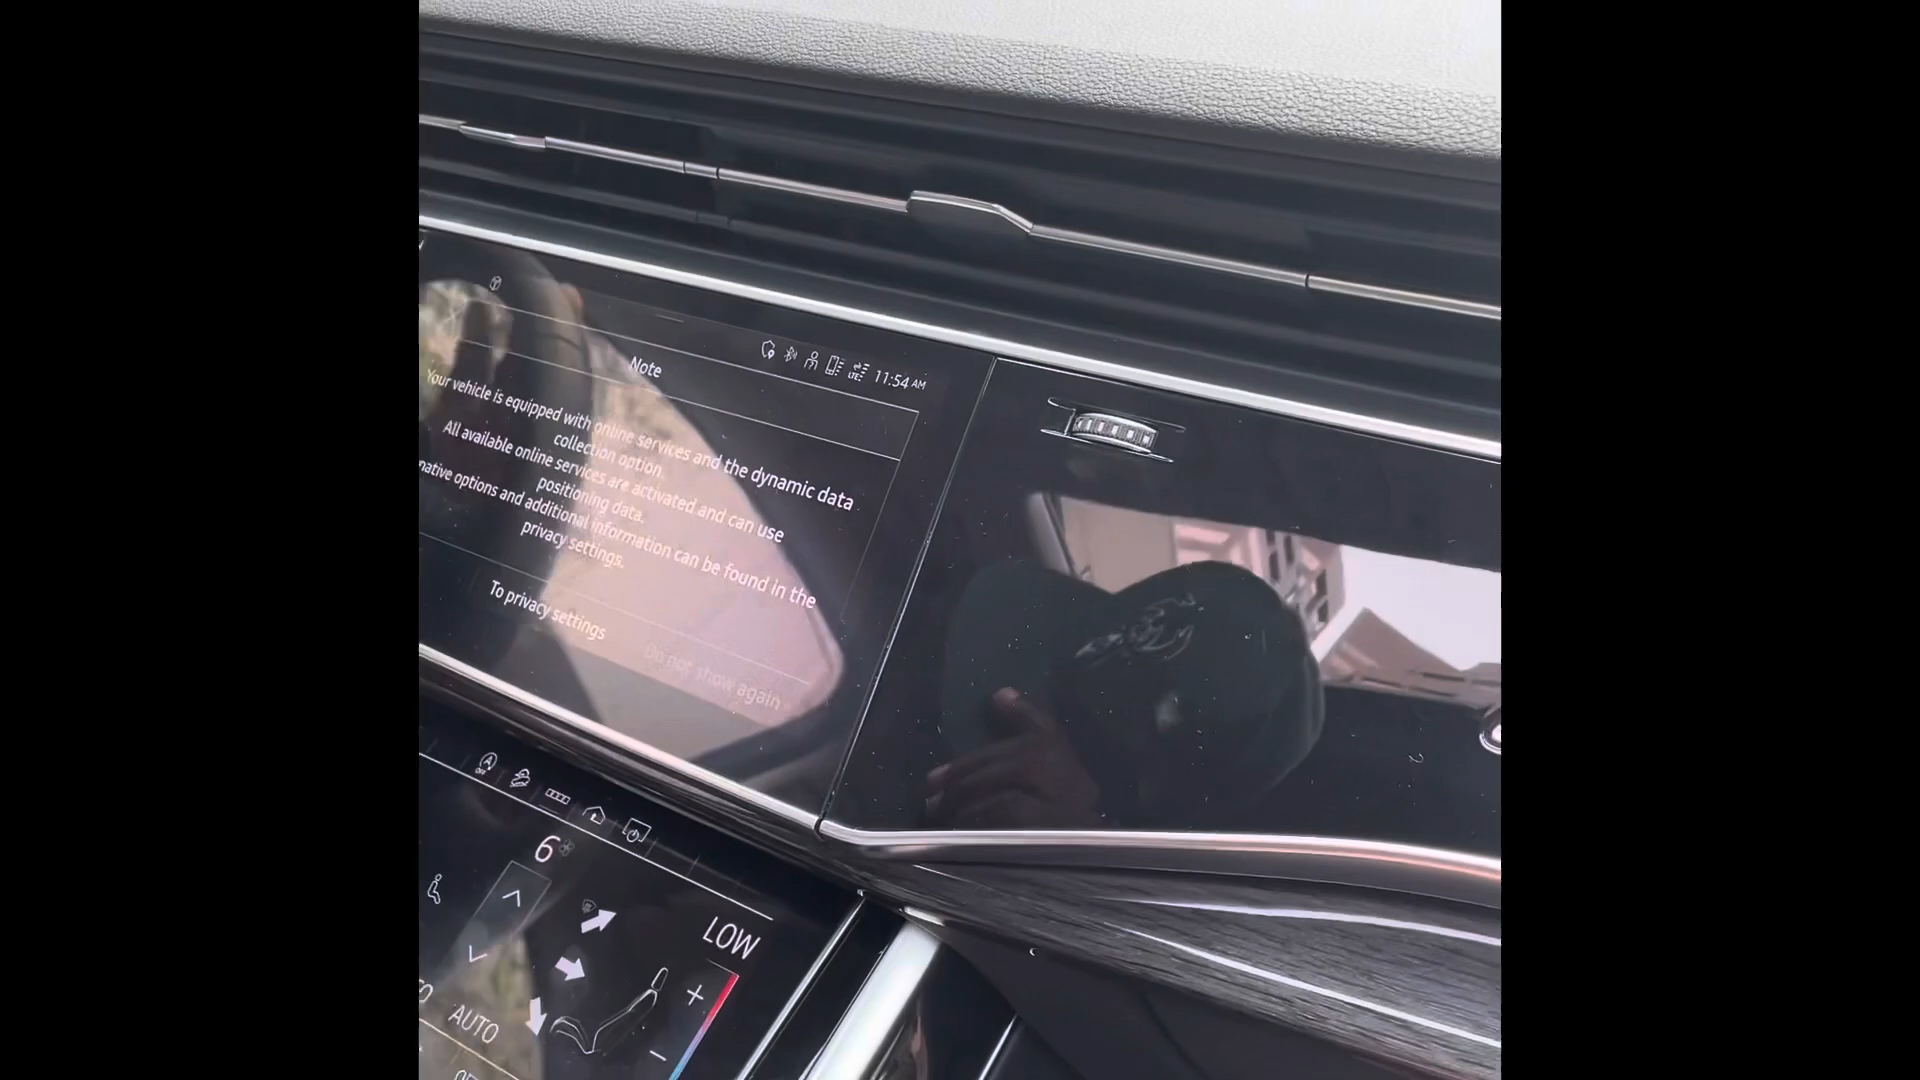 11:54 AM
LTE
Note
Your vehicle is equipped with online services and the dynamic data
collection option.
All available online services are activated and can use
positioning data.
native options and additional information can be found in the
privacy settings.
To privacy settings
Do not show again
A
OFF
6
LOW
AUTO